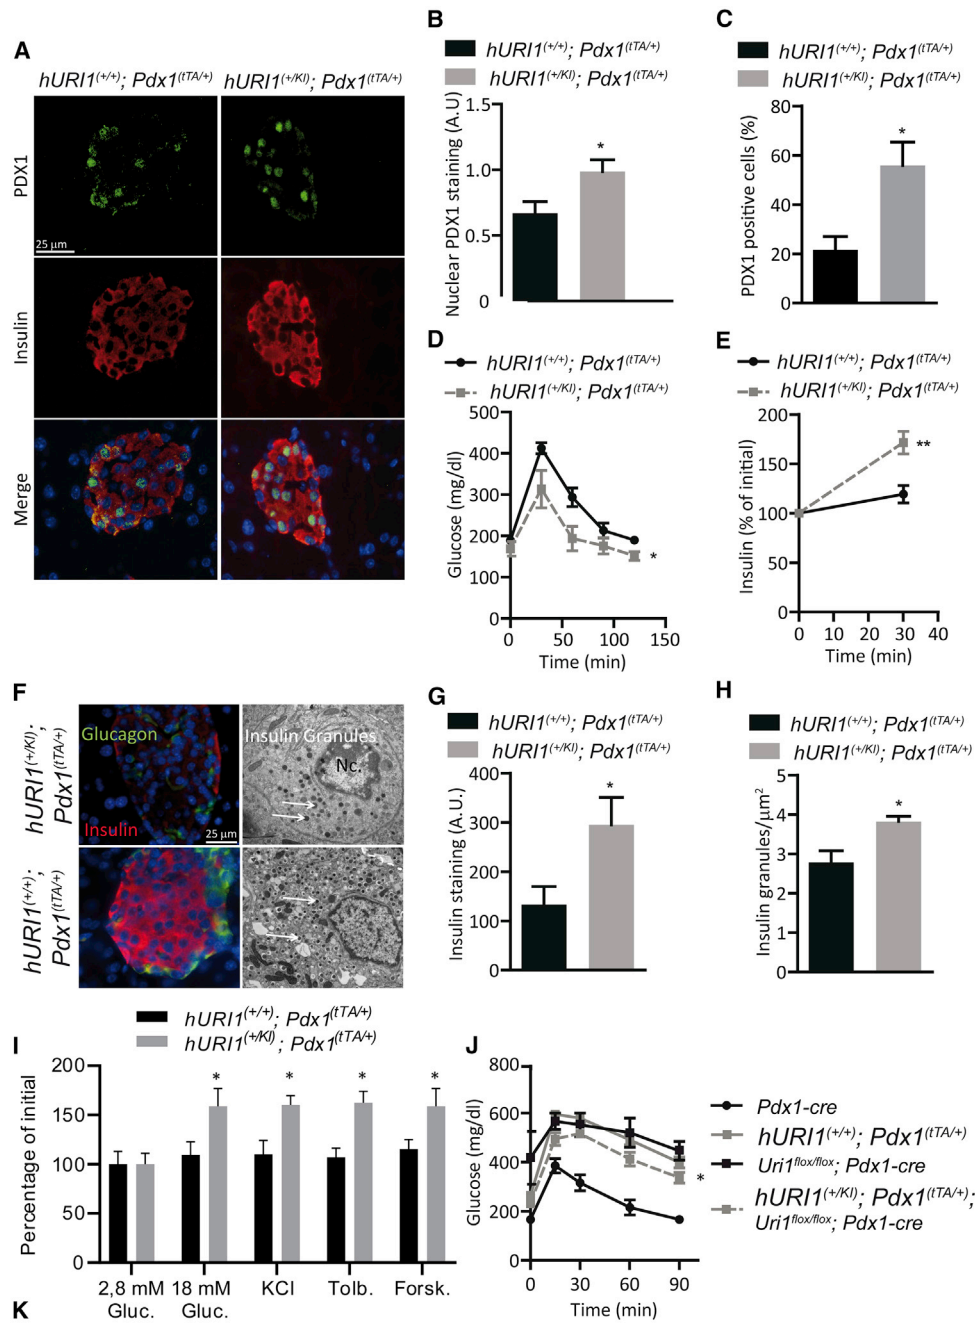 A
hURI1(+/+); Pdx1(tTA/+)
hURI1(+/KI); Pdx1(tTA/+)
PDX1
25 µm
Insulin
Merge
B
hURI1(+/+); Pdx1(tTA/+)
hURI1(+/KI); Pdx1(tTA/+)
Nuclear PDX1 staining (A.U)
1.5
*
1.0
0.5
0
C
hURI1(+/+); Pdx1(tTA/+)
hURI1(+/KI); Pdx1(tTA/+)
PDX1 positive cells (%)
80
*
60
40
20
0
D
hURI1(+/+); Pdx1(tTA/+)
hURI1(+/KI); Pdx1(tTA/+)
Glucose (mg/dl)
500
400
300
200
*
100
0
0 50 100 150
Time (min)
E
hURI1(+/+); Pdx1(tTA/+)
hURI1(+/KI); Pdx1(tTA/+)
Insulin (% of initial)
200
**
150
100
50
0
0 10 20 30 40
Time (min)
F
hURI1(+/KI);
Pdx1(tTA/+)
Glucagon
Insulin
25 µm
Insulin Granules
Nc.
hURI1(+/+);
Pdx1(tTA/+)
G
hURI1(+/+); Pdx1(tTA/+)
hURI1(+/KI); Pdx1(tTA/+)
Insulin staining (A.U.)
400
*
300
200
100
0
H
hURI1(+/+); Pdx1(tTA/+)
hURI1(+/KI); Pdx1(tTA/+)
Insulin granules/µm2
5
*
4
3
2
1
0
I
hURI1(+/+); Pdx1(tTA/+)
hURI1(+/KI); Pdx1(tTA/+)
Percentage of initial
200
* * * *
150
100
50
0
2,8 mM 18 mM KCl Tolb. Forsk.
Gluc. Gluc.
J
Glucose (mg/dl)
800
600
400
*
200
0
0 30 60 90
Time (min)
Pdx1-cre
hURI1(+/+); Pdx1(tTA/+)
Uri1flox/flox; Pdx1-cre
hURI1(+/KI); Pdx1(tTA/+);
Uri1flox/flox; Pdx1-cre
K